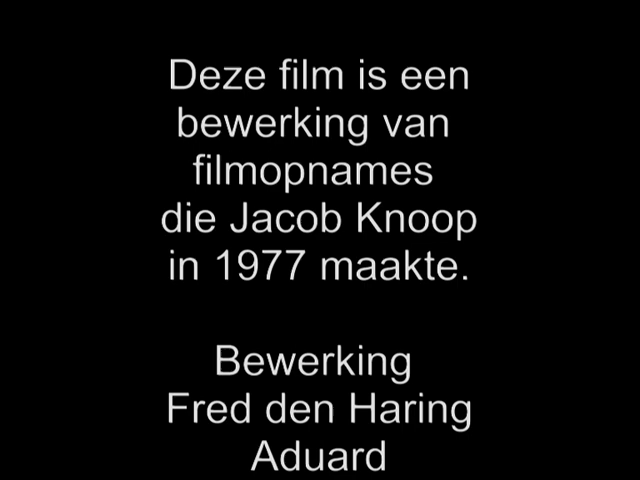 Deze film is een
bewerking van
filmopnames
die Jacob Knoop
in 1977 maakte.
Bewerking
Fred den Haring
Aduard